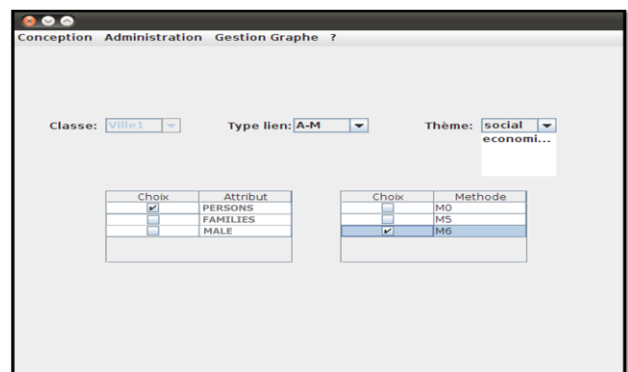 Conception Administration Gestion Graphe ?
Classe: Ville1 Type lien: A-M Thème: social
economi...
Choix Attribut Choix Methode
PERSONS M0
FAMILIES M5
MALE M6